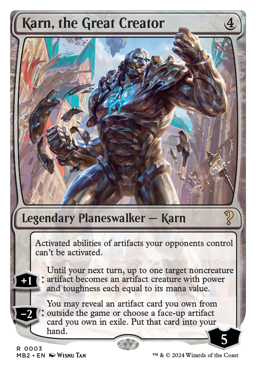 Karn, the Great Creator 4
Legendary Planeswalker — Karn
Activated abilities of artifacts your opponents control
can't be activated.
+1: Until your next turn, up to one target noncreature
artifact becomes an artifact creature with power
and toughness each equal to its mana value.
−2: You may reveal an artifact card you own from
outside the game or choose a face-up artifact
card you own in exile. Put that card into your
hand.
5
R 0003
MB2 • EN Wisnu Tan
™ & © 2024 Wizards of the Coast